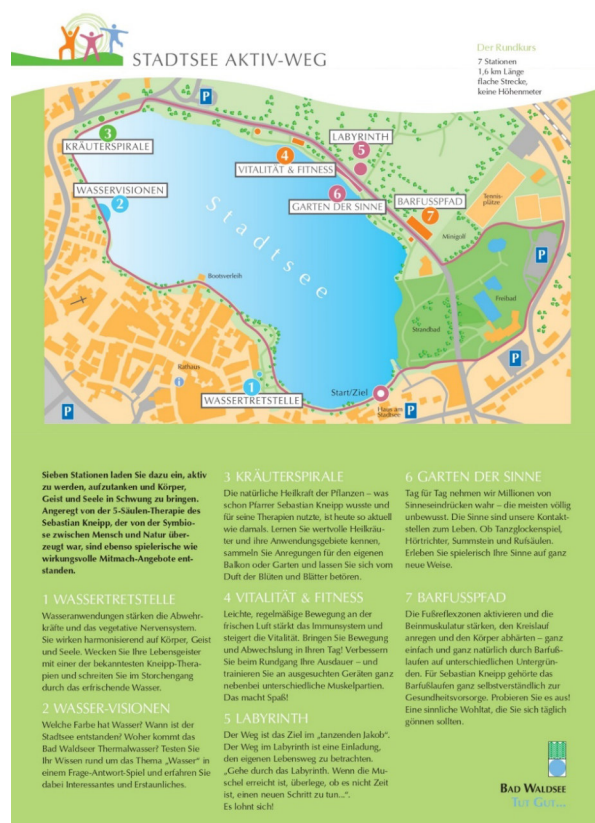 STADTSEE AKTIV-WEG
Der Rundkurs
7 Stationen
1,6 km Länge
flache Strecke,
keine Höhenmeter
P
3
KRÄUTERSPIRALE
LABYRINTH
5
4
VITALITÄT & FITNESS
WASSERVISIONEN
2
6
GARTEN DER SINNE
BARFUSSPFAD
7
Tennis-
plätze
Minigolf
P
Stadtsee
Bootsverleih
Freibad
Strandbad
P
Rathaus
i
1
WASSERTRETSTELLE
Start/Ziel
Haus am
Stadtsee
P
P
Sieben Stationen laden Sie dazu ein, aktiv
zu werden, aufzutanken und Körper,
Geist und Seele in Schwung zu bringen.
Angeregt von der 5-Säulen-Therapie des
Sebastian Kneipp, der von der Symbio-
se zwischen Mensch und Natur über-
zeugt war, sind ebenso spielerische wie
wirkungsvolle Mitmach-Angebote ent-
standen.
1 WASSERTRETSTELLE
Wasseranwendungen stärken die Abwehr-
kräfte und das vegetative Nervensystem.
Sie wirken harmonisierend auf Körper, Geist
und Seele. Wecken Sie Ihre Lebensgeister
mit einer der bekanntesten Kneipp-Thera-
pien und schreiten Sie im Storchengang
durch das erfrischende Wasser.
2 WASSER-VISIONEN
Welche Farbe hat Wasser? Wann ist der
Stadtsee entstanden? Woher kommt das
Bad Waldseer Thermalwasser? Testen Sie
Ihr Wissen rund um das Thema „Wasser“ in
einem Frage-Antwort-Spiel und erfahren Sie
dabei Interessantes und Erstaunliches.
3 KRÄUTERSPIRALE
Die natürliche Heilkraft der Pflanzen – was
schon Pfarrer Sebastian Kneipp wusste und
für seine Therapien nutzte, ist heute so aktuell
wie damals. Lernen Sie wertvolle Heilkräu-
ter und ihre Anwendungsgebiete kennen,
sammeln Sie Anregungen für den eigenen
Balkon oder Garten und lassen Sie sich vom
Duft der Blüten und Blätter betören.
4 VITALITÄT & FITNESS
Leichte, regelmäßige Bewegung an der
frischen Luft stärkt das Immunsystem und
steigert die Vitalität. Bringen Sie Bewegung
und Abwechslung in Ihren Tag! Verbessern
Sie beim Rundgang Ihre Ausdauer – und
trainieren Sie an ausgesuchten Geräten ganz
nebenbei unterschiedliche Muskelpartien.
Das macht Spaß!
5 LABYRINTH
Der Weg ist das Ziel im „tanzenden Jakob“.
Der Weg im Labyrinth ist eine Einladung,
den eigenen Lebensweg zu betrachten.
„Gehe durch das Labyrinth. Wenn die Mu-
schel erreicht ist, überlege, ob es nicht Zeit
ist, einen neuen Schritt zu tun...“.
Es lohnt sich!
6 GARTEN DER SINNE
Tag für Tag nehmen wir Millionen von
Sinneseindrücken wahr – die meisten völlig
unbewusst. Die Sinne sind unsere Kontakt-
stellen zum Leben. Ob Tanzglockenspiel,
Hörtrichter, Summstein und Rufsäulen.
Erleben Sie spielerisch Ihre Sinne auf ganz
neue Weise.
7 BARFUSSPFAD
Die Fußreflexzonen aktivieren und die
Beinmuskulatur stärken, den Kreislauf
anregen und den Körper abhärten – ganz
einfach und ganz natürlich durch Barfuß-
laufen auf unterschiedlichen Untergrün-
den. Für Sebastian Kneipp gehörte das
Barfußlaufen ganz selbstverständlich zur
Gesundheitsvorsorge. Probieren Sie es aus!
Eine sinnliche Wohltat, die Sie sich täglich
gönnen sollten.
BAD WALDSEE
TUT GUT...